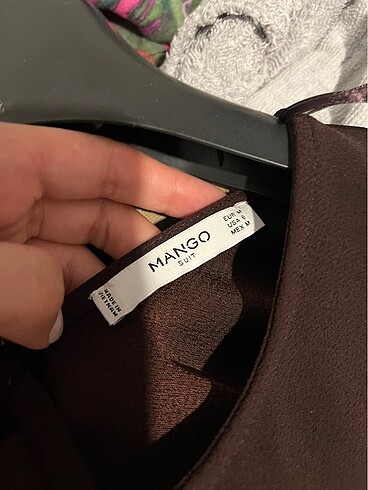 MANGO
SUIT
EUR M
USA 6
MEX M
MADE IN
VIETNAM